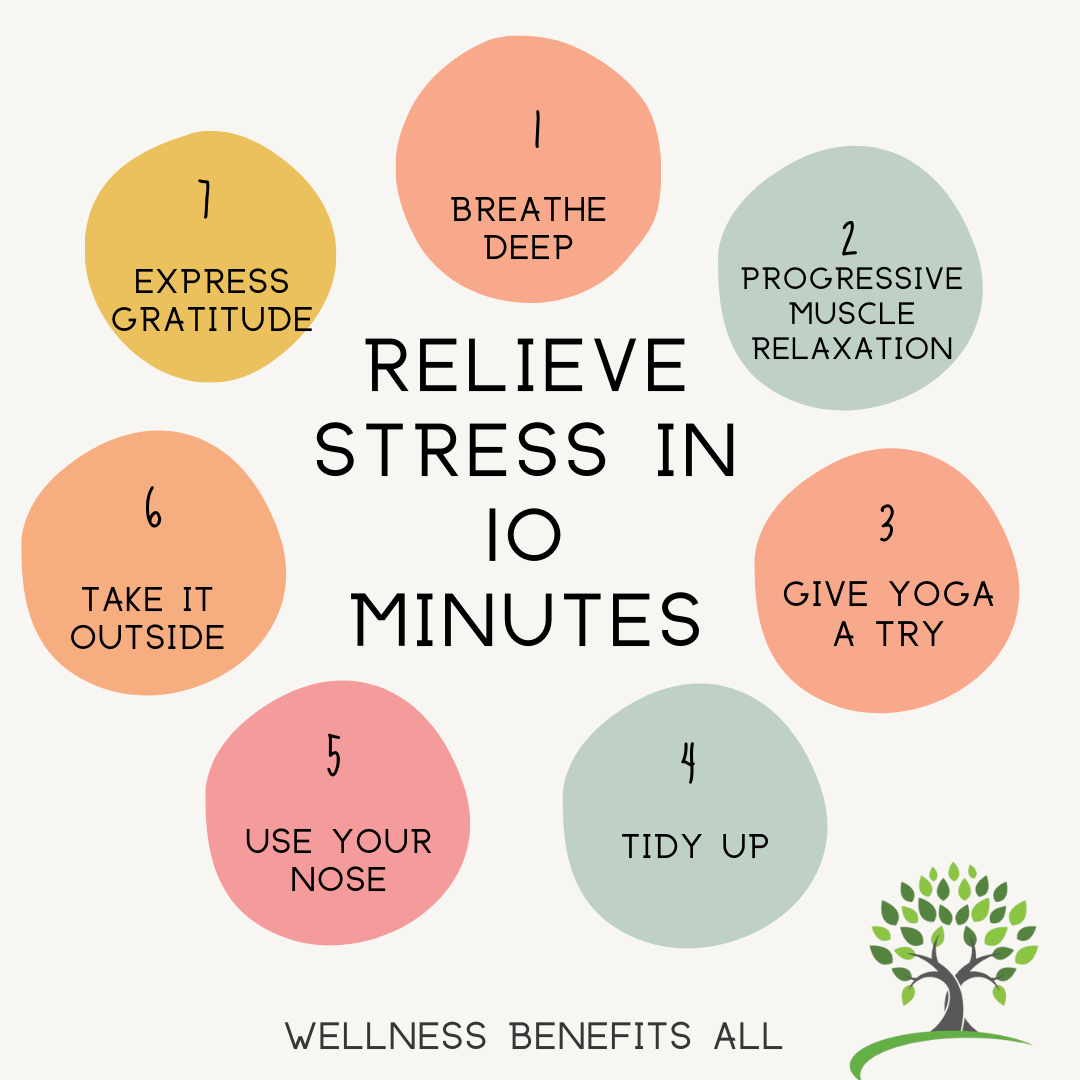 1
BREATHE
DEEP
2
PROGRESSIVE
MUSCLE
RELAXATION
3
GIVE YOGA
A TRY
4
TIDY UP
5
USE YOUR
NOSE
6
TAKE IT
OUTSIDE
7
EXPRESS
GRATITUDE
RELIEVE
STRESS IN
10
MINUTES
WELLNESS BENEFITS ALL